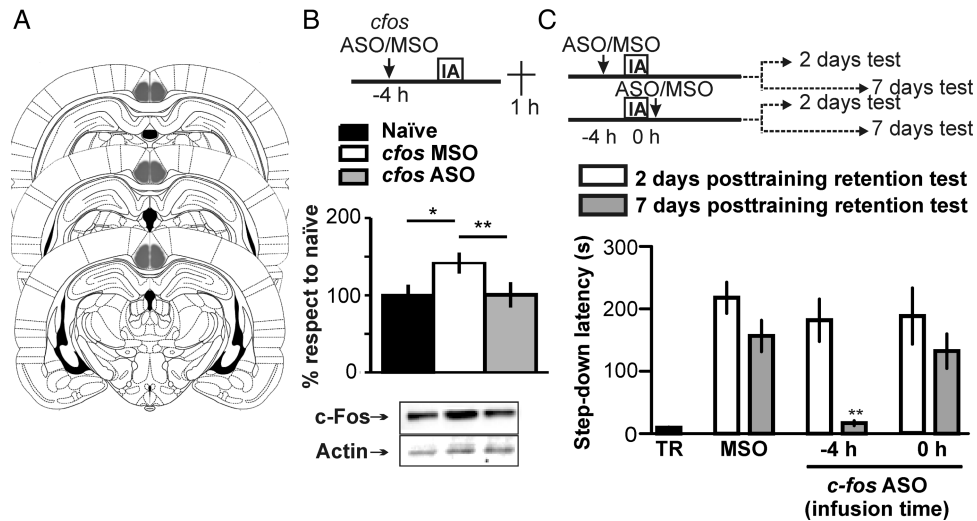 A
B
cfos
ASO/MSO
IA
-4 h
1 h
Naïve
cfos MSO
cfos ASO
% respect to naïve
200
100
0
*
**
c-Fos→
Actin→
C
ASO/MSO
IA
2 days test
7 days test
ASO/MSO
IA
2 days test
7 days test
-4 h 0 h
2 days posttraining retention test
7 days posttraining retention test
Step-down latency (s)
300
200
100
0
**
TR MSO -4 h 0 h
c-fos ASO
(infusion time)